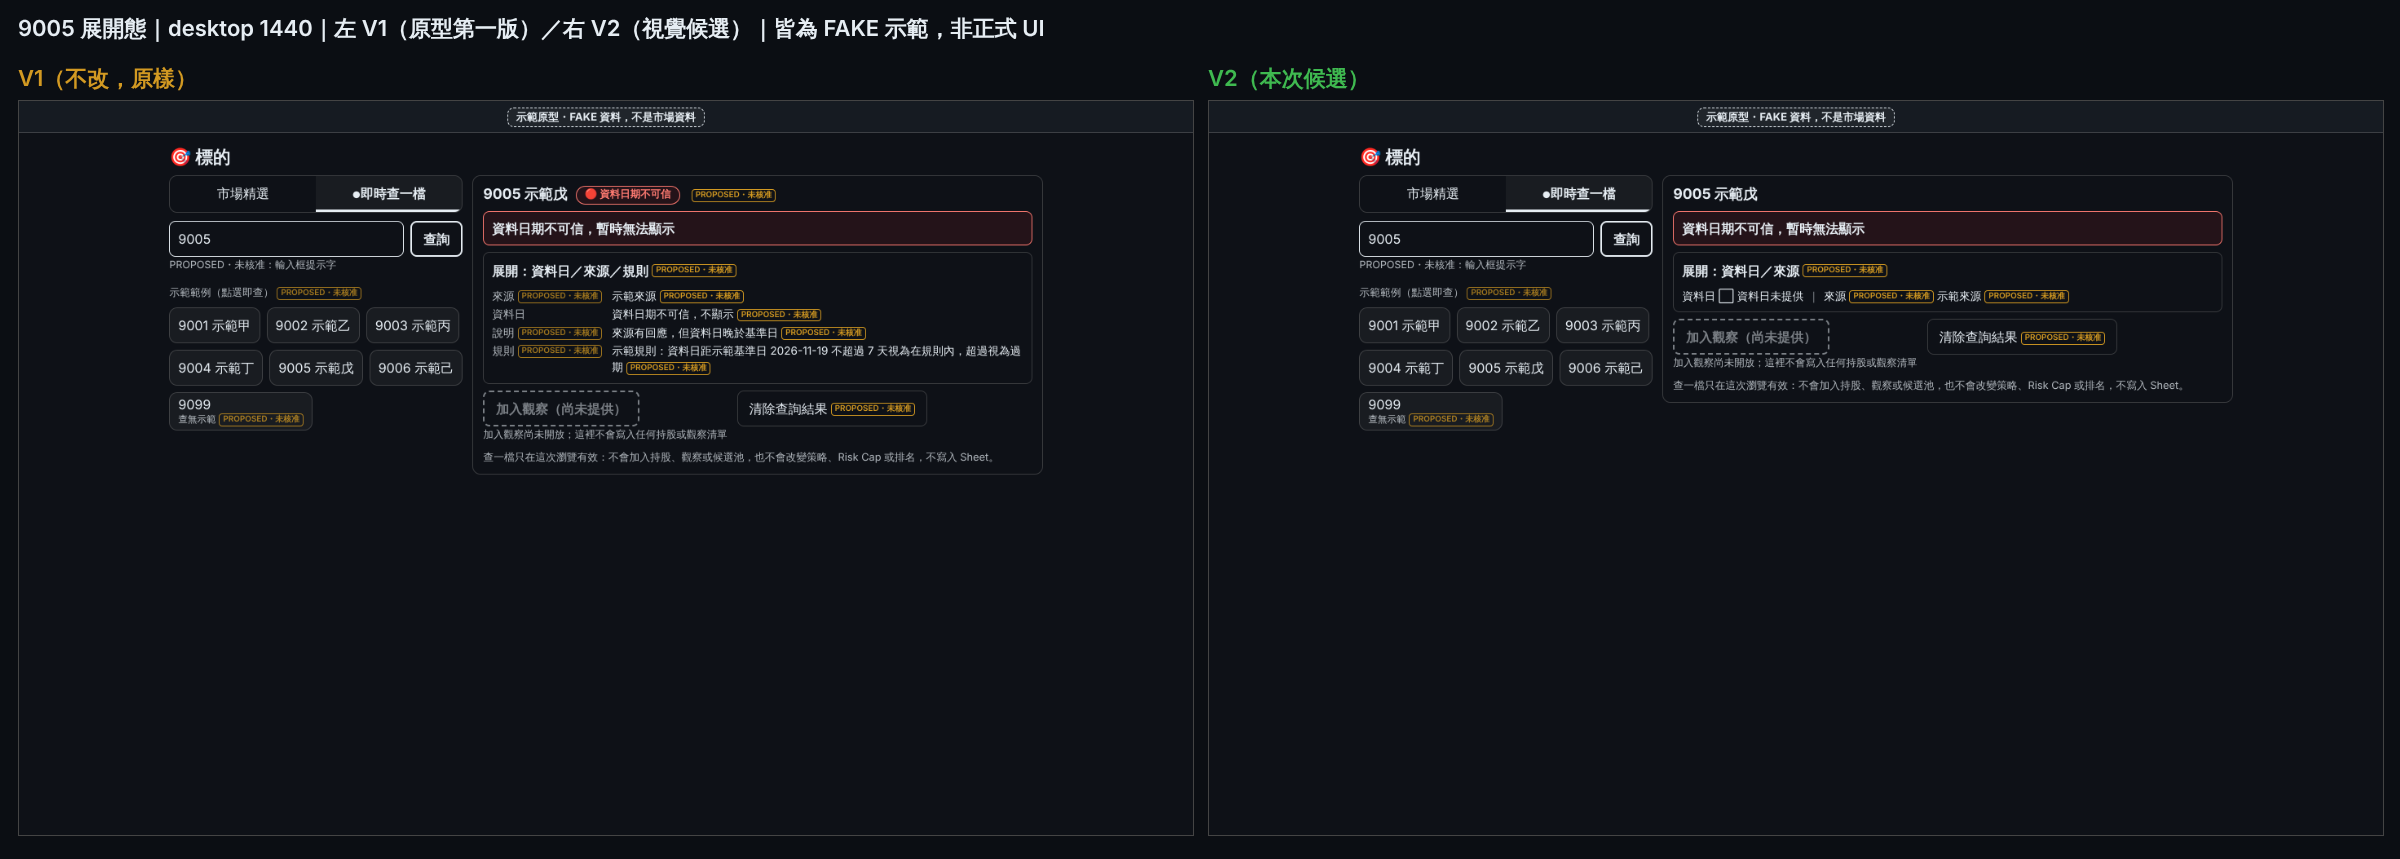 9005 展開態｜desktop 1440｜左 V1（原型第一版）／右 V2（視覺候選）｜皆為 FAKE 示範，非正式 UI
V1（不改，原樣）
示範原型・FAKE 資料，不是市場資料
🎯 標的
市場精選
●即時查一檔
9005
查詢
PROPOSED・未核准：輸入框提示字
示範範例（點選即查） PROPOSED・未核准
9001 示範甲
9002 示範乙
9003 示範丙
9004 示範丁
9005 示範戊
9006 示範己
9099
查無示範 PROPOSED・未核准
9005 示範戊 🔴 資料日期不可信 PROPOSED・未核准
資料日期不可信，暫時無法顯示
展開：資料日／來源／規則 PROPOSED・未核准
來源 PROPOSED・未核准 示範來源 PROPOSED・未核准
資料日 資料日期不可信，不顯示 PROPOSED・未核准
說明 PROPOSED・未核准 來源有回應，但資料日晚於基準日 PROPOSED・未核准
規則 PROPOSED・未核准 示範規則：資料日距示範基準日 2026-11-19 不超過 7 天視為在規則內，超過視為過
期 PROPOSED・未核准
加入觀察（尚未提供）
清除查詢結果 PROPOSED・未核准
加入觀察尚未開放；這裡不會寫入任何持股或觀察清單
查一檔只在這次瀏覽有效：不會加入持股、觀察或候選池，也不會改變策略、Risk Cap 或排名，不寫入 Sheet。
V2（本次候選）
示範原型・FAKE 資料，不是市場資料
🎯 標的
市場精選
●即時查一檔
9005
查詢
PROPOSED・未核准：輸入框提示字
示範範例（點選即查） PROPOSED・未核准
9001 示範甲
9002 示範乙
9003 示範丙
9004 示範丁
9005 示範戊
9006 示範己
9099
查無示範 PROPOSED・未核准
9005 示範戊
資料日期不可信，暫時無法顯示
展開：資料日／來源 PROPOSED・未核准
資料日 資料日未提供 ｜ 來源 PROPOSED・未核准 示範來源 PROPOSED・未核准
加入觀察（尚未提供）
清除查詢結果 PROPOSED・未核准
加入觀察尚未開放；這裡不會寫入任何持股或觀察清單
查一檔只在這次瀏覽有效：不會加入持股、觀察或候選池，也不會改變策略、Risk Cap 或排名，不寫入 Sheet。